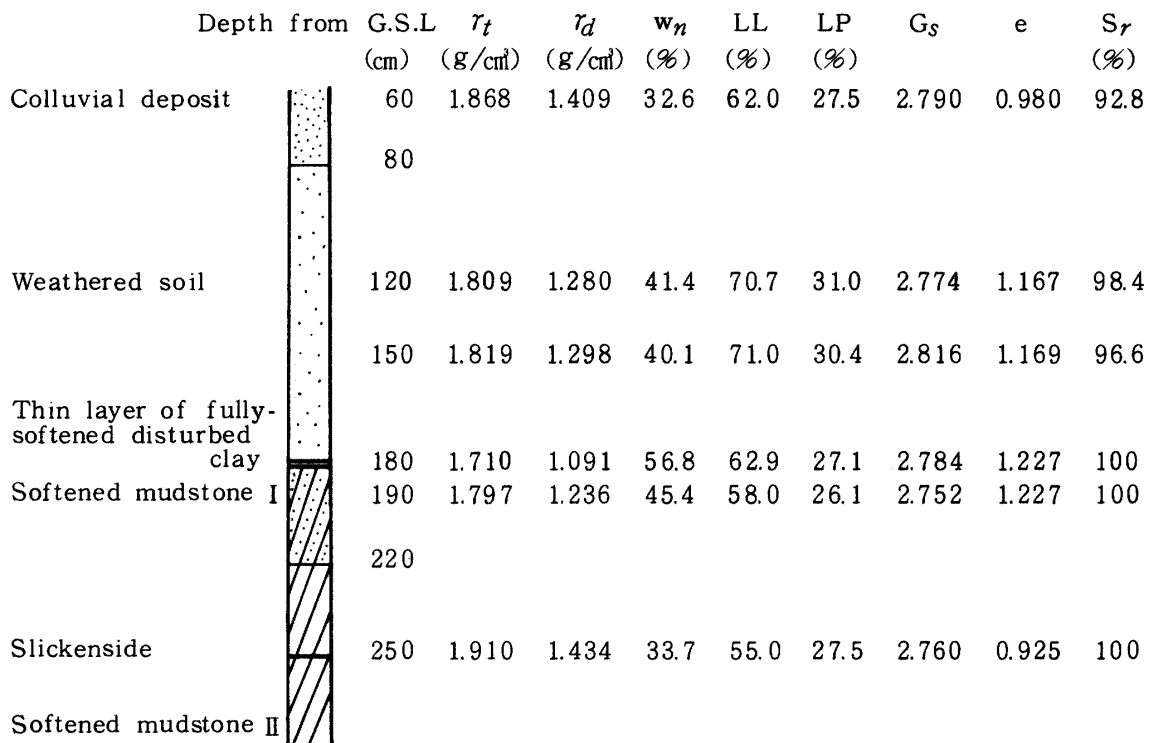 Depth from G.S.L γt γd wn LL LP Gs e Sr
(cm) (g/cm³) (g/cm³) (%) (%) (%) (%)
Colluvial deposit 60 1.868 1.409 32.6 62.0 27.5 2.790 0.980 92.8
80
Weathered soil 120 1.809 1.280 41.4 70.7 31.0 2.774 1.167 98.4
150 1.819 1.298 40.1 71.0 30.4 2.816 1.169 96.6
Thin layer of fully-
softened disturbed
clay 180 1.710 1.091 56.8 62.9 27.1 2.784 1.227 100
Softened mudstone I 190 1.797 1.236 45.4 58.0 26.1 2.752 1.227 100
220
Slickenside 250 1.910 1.434 33.7 55.0 27.5 2.760 0.925 100
Softened mudstone II